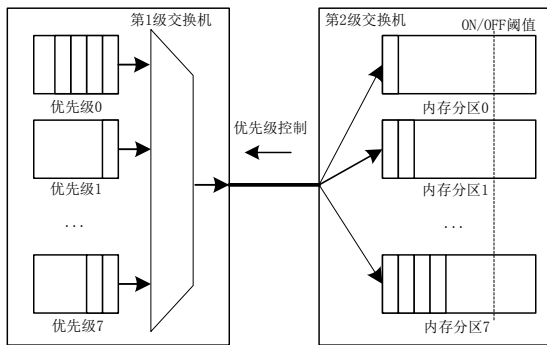 第1级交换机
第2级交换机
ON/OFF阈值
优先级0
内存分区0
优先级控制
优先级1
内存分区1
...
...
优先级7
内存分区7